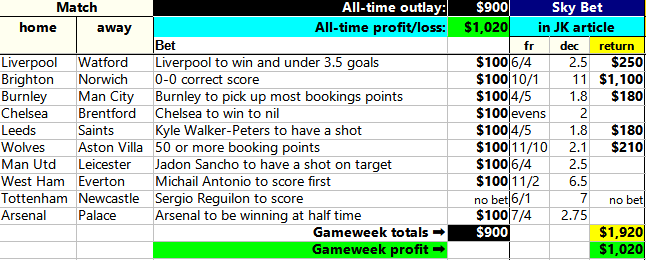 Match All-time outlay: $900 Sky Bet
home away All-time profit/loss: $1,020 in JK article
Bet fr dec return
Liverpool Watford Liverpool to win and under 3.5 goals $100 6/4 2.5 $250
Brighton Norwich 0-0 correct score $100 10/1 11 $1,100
Burnley Man City Burnley to pick up most bookings points $100 4/5 1.8 $180
Chelsea Brentford Chelsea to win to nil $100 evens 2
Leeds Saints Kyle Walker-Peters to have a shot $100 4/5 1.8 $180
Wolves Aston Villa 50 or more booking points $100 11/10 2.1 $210
Man Utd Leicester Jadon Sancho to have a shot on target $100 6/4 2.5
West Ham Everton Michail Antonio to score first $100 11/2 6.5
Tottenham Newcastle Sergio Reguilon to score no bet 6/1 7 no bet
Arsenal Palace Arsenal to be winning at half time $100 7/4 2.75
Gameweek totals ➡ $900 $1,920
Gameweek profit ➡ $1,020